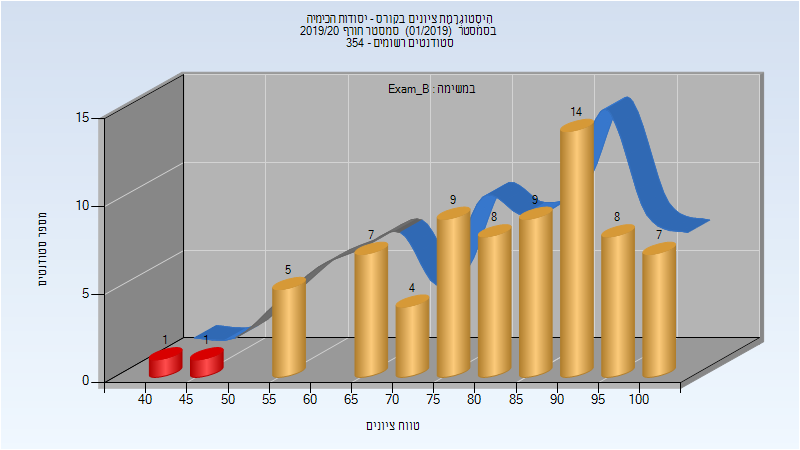 היסטוגרמת ציונים בקורס - יסודות הכימיה
בסמסטר (01/2019) סמסטר חורף 2019/20
סטודנטים רשומים - 354
במשימה : Exam_B
מספר סטודנטים
15
10
5
0
1
1
5
7
4
9
8
9
14
8
7
40 45 50 55 60 65 70 75 80 85 90 95 100
טווח ציונים